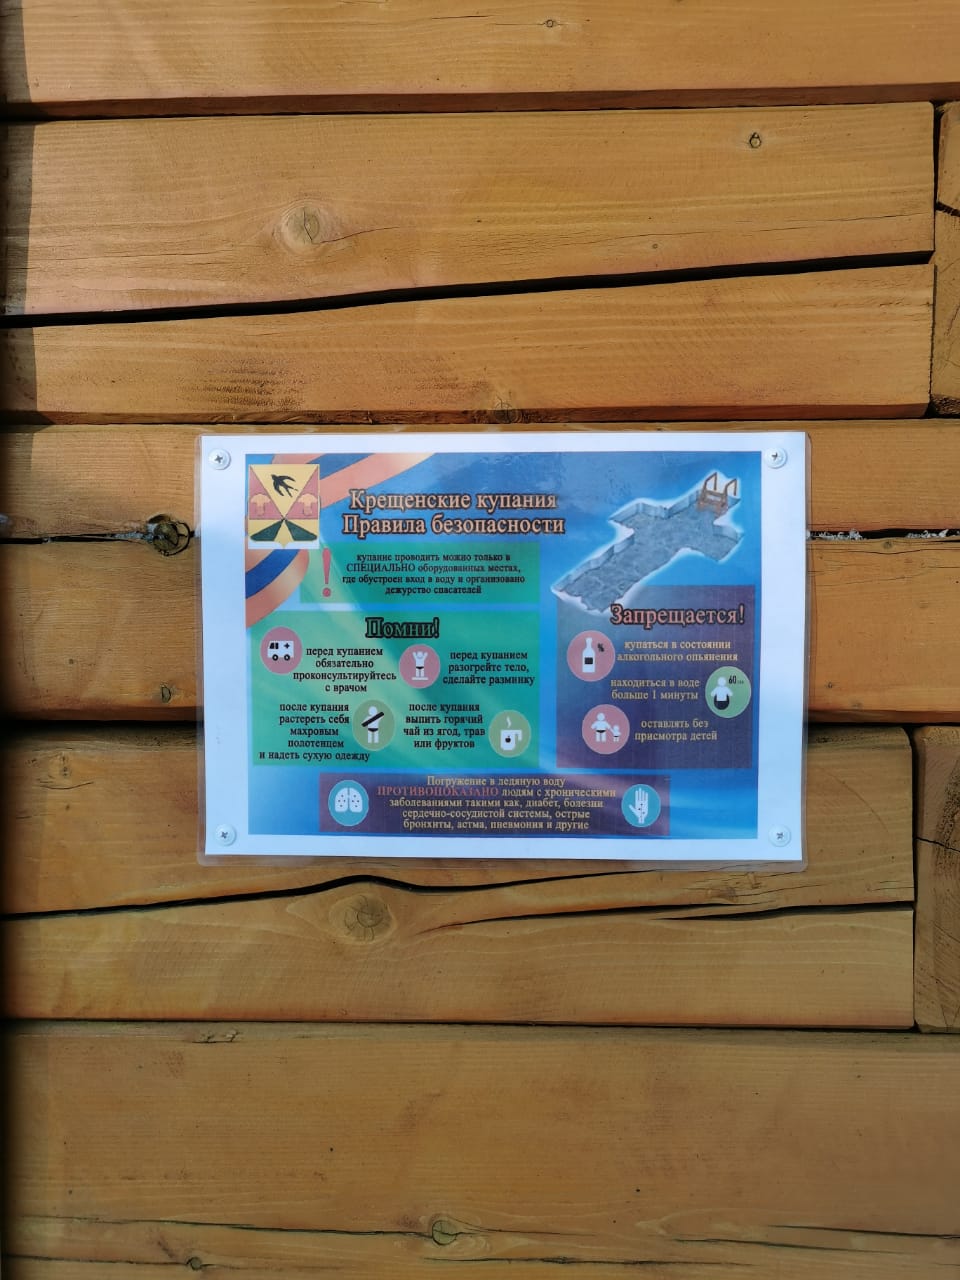 Крещенские купания
Правила безопасности
купание проводить можно только в
СПЕЦИАЛЬНО оборудованных местах,
где обустроен вход в воду и организовано
дежурство спасателей
Помни!
перед купанием
обязательно
проконсультируйтесь
с врачом
перед купанием
разогрейте тело,
сделайте разминку
после купания
растереть себя
махровым
полотенцем
и надеть сухую одежду
после купания
выпить горячий
чай из ягод, трав
или фруктов
Запрещается!
%
купаться в состоянии
алкогольного опьянения
находиться в воде
больше 1 минуты
60
оставлять без
присмотра детей
Погружение в ледяную воду
ПРОТИВОПОКАЗАНО людям с хроническими
заболеваниями такими как, диабет, болезни
сердечно-сосудистой системы, острые
бронхиты, астма, пневмония и другие